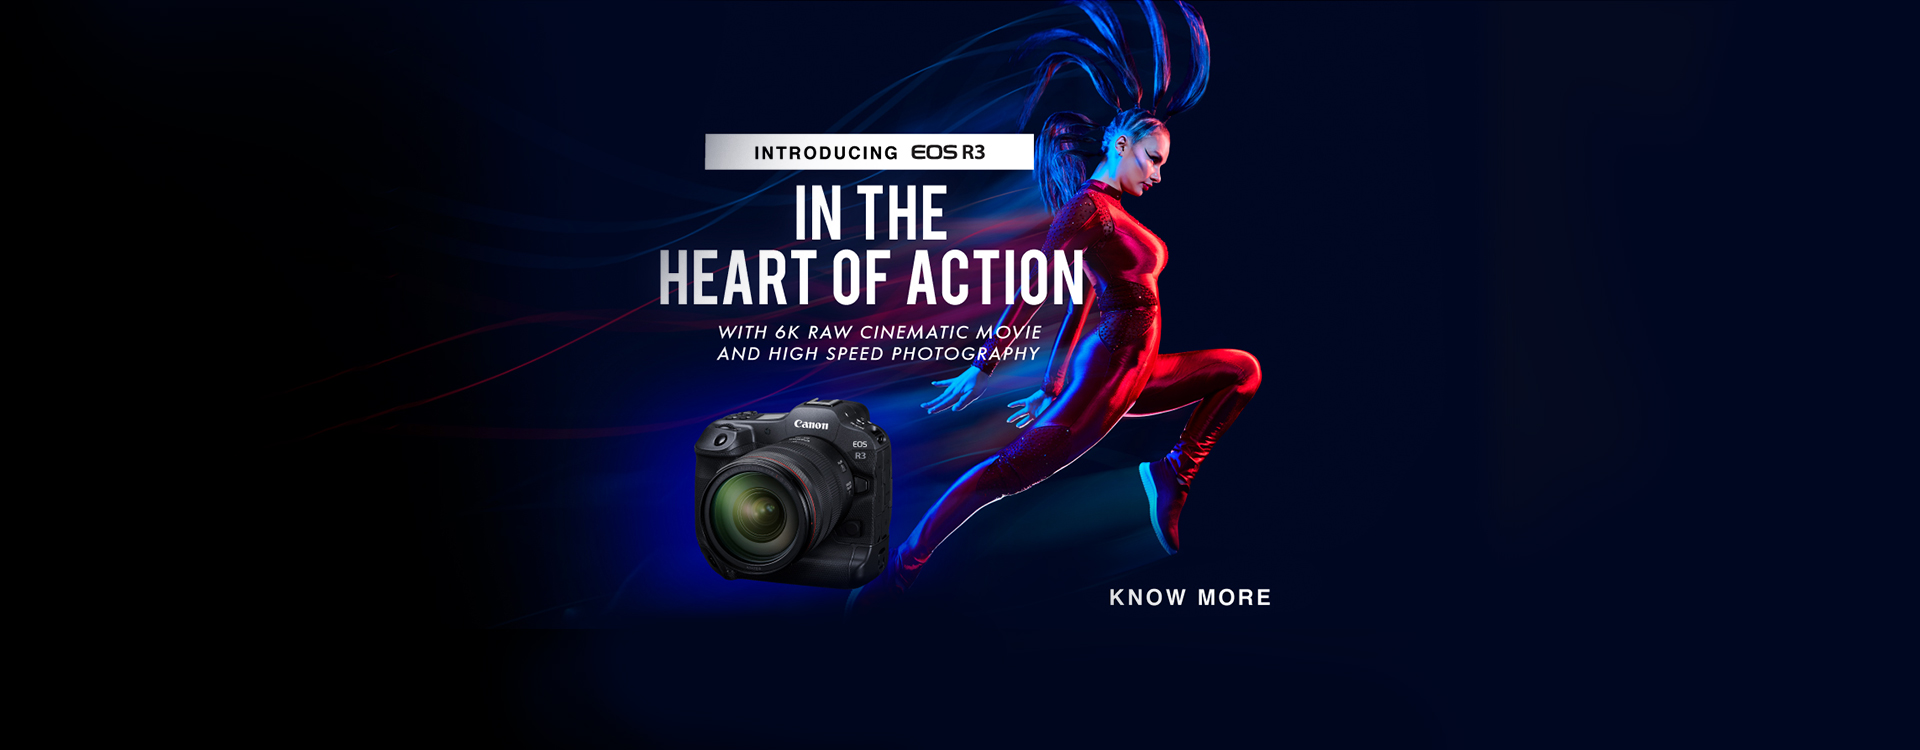 INTRODUCING EOS R3
IN THE
HEART OF ACTION
WITH 6K RAW CINEMATIC MOVIE
AND HIGH SPEED PHOTOGRAPHY
Canon
EOS
R3
KNOW MORE